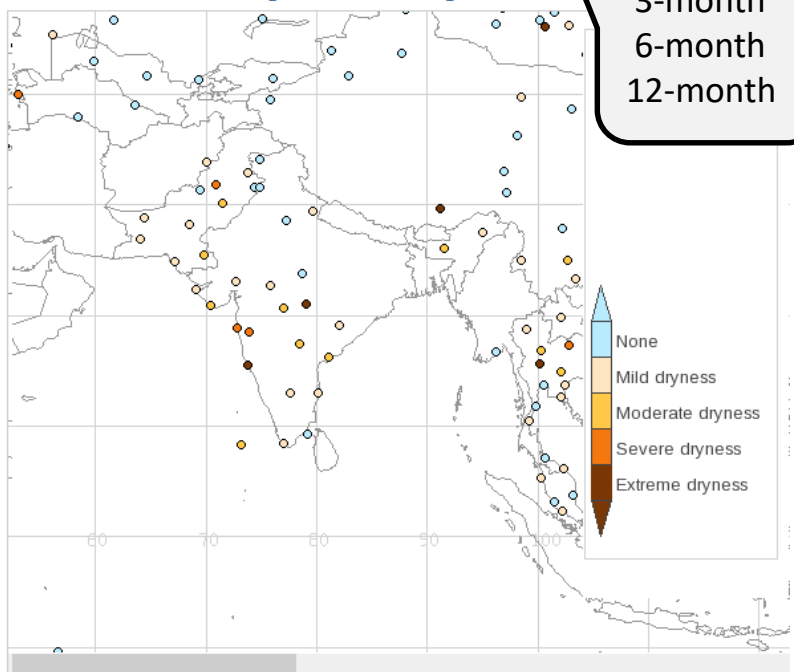 3-month
6-month
12-month
None
Mild dryness
Moderate dryness
Severe dryness
Extreme dryness
60 70 80 90 100